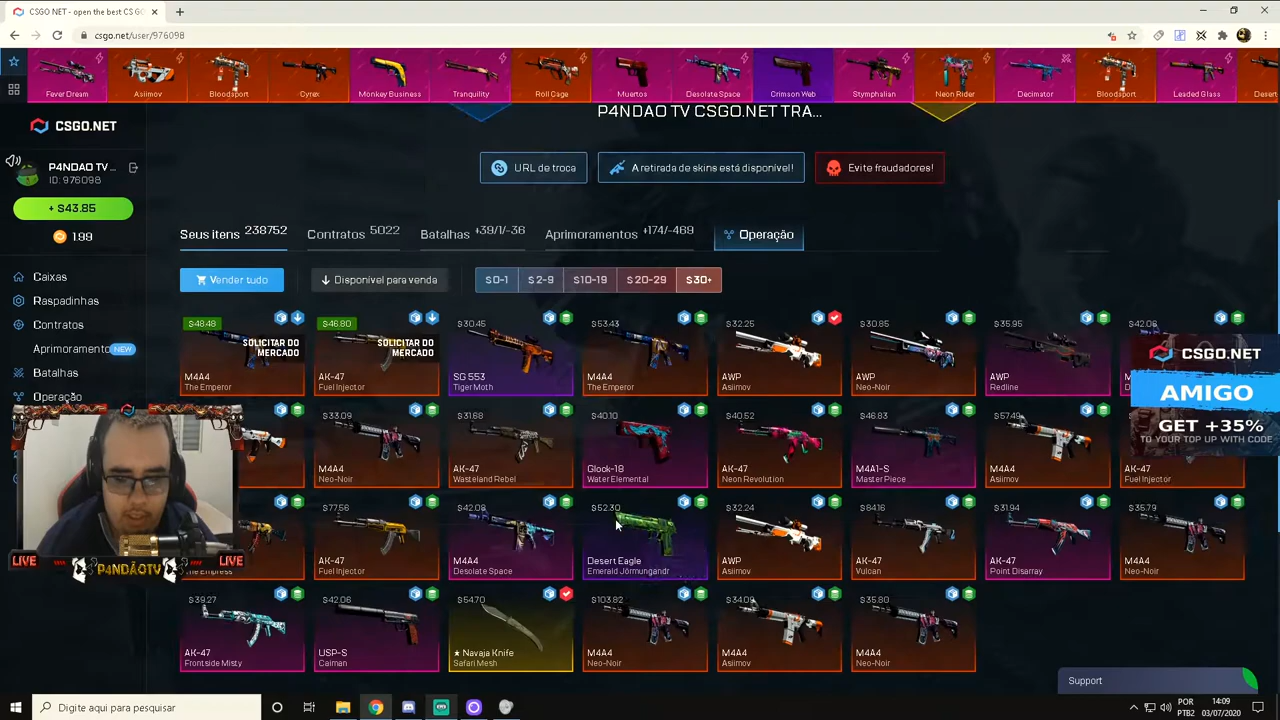 CSGO.NET - open the best CS GO
csgo.net/user/976098
Fever Dream
Asiimov
Bloodsport
Cyrex
Monkey Business
Tranquility
Roll Cage
Muertos
Desolate Space
Crimson Web
Stymphalian
Neon Rider
Decimator
Bloodsport
Leaded Glass
Desert
CSGO.NET
P4NDAO TV CSGO.NET TRA...
P4NDAO TV ...
ID: 976098
+ $43.85
1.99
URL de troca
A retirada de skins está disponível!
Evite fraudadores!
Seus itens 238752
Contratos 5022
Batalhas +39/1/-36
Aprimoramentos +174/-469
Operação
Vender tudo
Disponível para venda
$0-1
$2-9
$10-19
$20-29
$30+
Caixas
Raspadinhas
Contratos
Aprimoramento NEW
Batalhas
Operação
$48.48
SOLICITAR DO
MERCADO
M4A4
The Emperor
$46.80
SOLICITAR DO
MERCADO
AK-47
Fuel Injector
$30.45
SG 553
Tiger Moth
$53.43
M4A4
The Emperor
$32.25
AWP
Asiimov
$30.85
AWP
Neo-Noir
$35.95
AWP
Redline
$42.06
CSGO.NET
AMIGO
GET +35%
TO YOUR TOP UP WITH CODE
$33.09
M4A4
Neo-Noir
$31.68
AK-47
Wasteland Rebel
$40.10
Glock-18
Water Elemental
$40.52
AK-47
Neon Revolution
$46.83
M4A1-S
Master Piece
$57.49
M4A4
Asiimov
AK-47
Fuel Injector
The Empress
$77.56
AK-47
Fuel Injector
$42.08
M4A4
Desolate Space
$52.30
Desert Eagle
Emerald Jörmungandr
$32.24
AWP
Asiimov
$84.16
AK-47
Vulcan
$31.94
AK-47
Point Disarray
$35.79
M4A4
Neo-Noir
LIVE
P4NDÃOTV
LIVE
$39.27
AK-47
Frontside Misty
$42.06
USP-S
Caiman
$54.70
★ Navaja Knife
Safari Mesh
$103.82
M4A4
Neo-Noir
$34.09
M4A4
Asiimov
$35.80
M4A4
Neo-Noir
Support
Digite aqui para pesquisar
POR
PTB2
14:09
03/07/2020